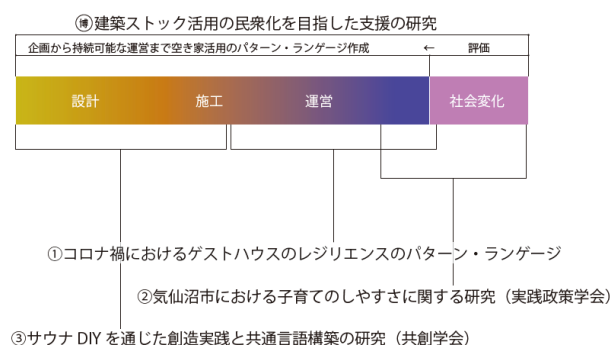 ㊗建築ストック活用の民衆化を目指した支援の研究
企画から持続可能な運営まで空き家活用のパターン・ランゲージ作成 ← 評価
設計 施工 運営 社会変化
①コロナ禍におけるゲストハウスのレジリエンスのパターン・ランゲージ
②気仙沼市における子育てのしやすさに関する研究（実践政策学会）
③サウナ DIY を通じた創造実践と共通言語構築の研究（共創学会）